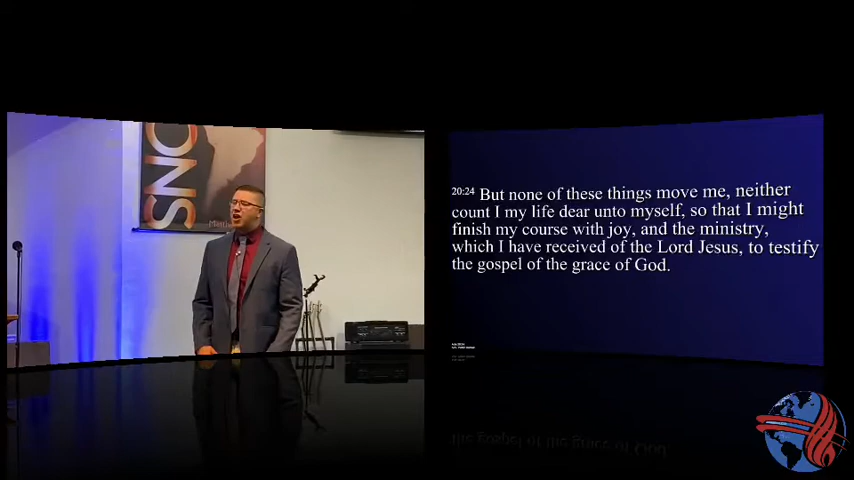 SNO
20:24 But none of these things move me, neither
count I my life dear unto myself, so that I might
finish my course with joy, and the ministry,
which I have received of the Lord Jesus, to testify
the gospel of the grace of God.